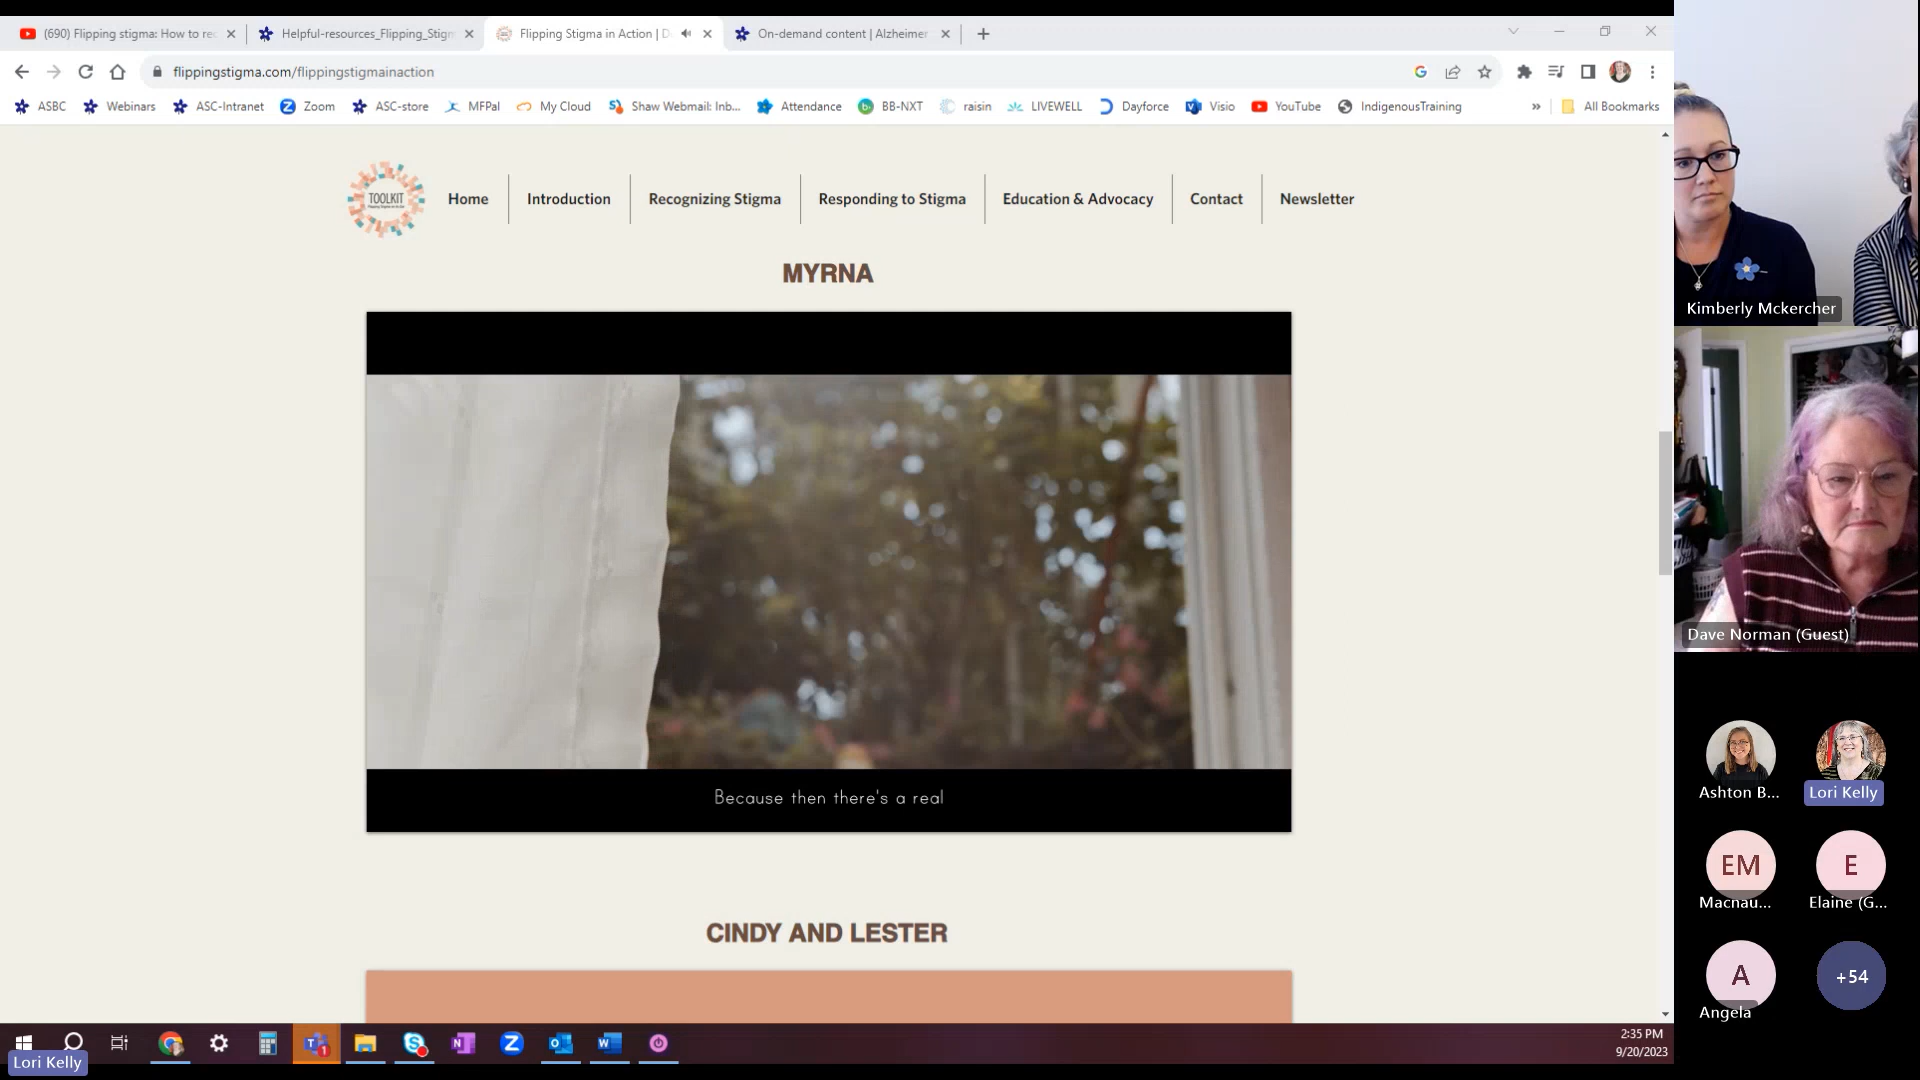 (690) Flipping stigma: How to rec
Helpful-resources_Flipping_Stigm
Flipping Stigma in Action | D
On-demand content | Alzheimer
flippingstigma.com/flippingstigmainaction
ASBC
Webinars
ASC-Intranet
Zoom
ASC-store
MFPal
My Cloud
Shaw Webmail: Inb...
Attendance
BB-NXT
raisin
LIVEWELL
Dayforce
Visio
YouTube
IndigenousTraining
»
All Bookmarks
TOOLKIT
Home
Introduction
Recognizing Stigma
Responding to Stigma
Education & Advocacy
Contact
Newsletter
MYRNA
Because then there's a real
CINDY AND LESTER
Kimberly Mckercher
Dave Norman (Guest)
Ashton B...
Lori Kelly
EM
Macnau...
E
Elaine (G...
A
Angela
+54
2:35 PM
9/20/2023
Lori Kelly